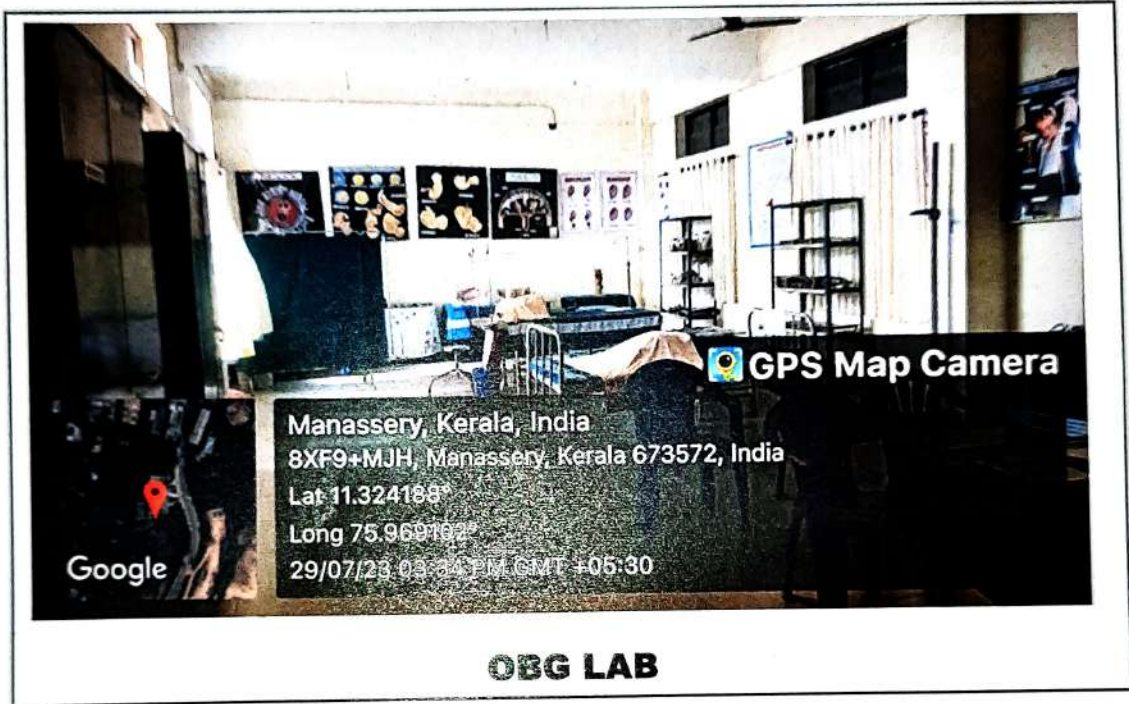 GPS Map Camera
Manassery, Kerala, India
8XF9+MJH, Manassery, Kerala 673572, India
Lat 11.324188°
Long 75.969102°
29/07/23 03:34 PM GMT +05:30
Google
OBG LAB